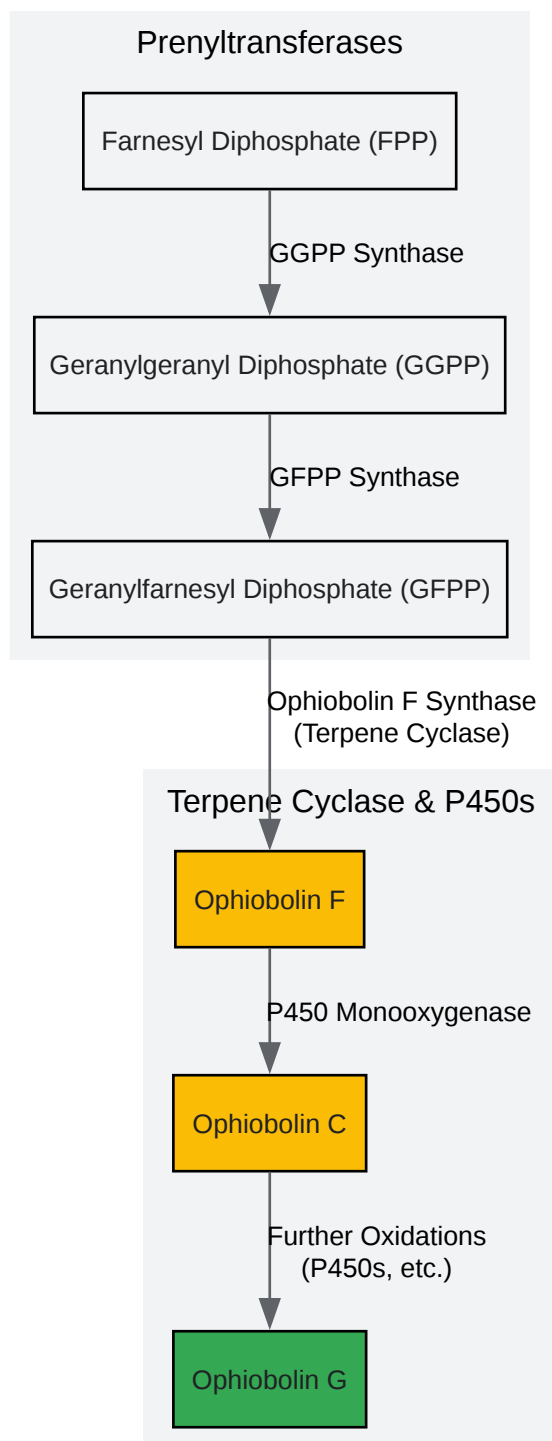 Prenyltransferases
Farnesyl Diphosphate (FPP)
GGPP Synthase
Geranylgeranyl Diphosphate (GGPP)
GFPP Synthase
Geranylfarnesyl Diphosphate (GFPP)
Ophiobolin F Synthase
(Terpene Cyclase)
Terpene Cyclase & P450s
Ophiobolin F
P450 Monooxygenase
Ophiobolin C
Further Oxidations
(P450s, etc.)
Ophiobolin G